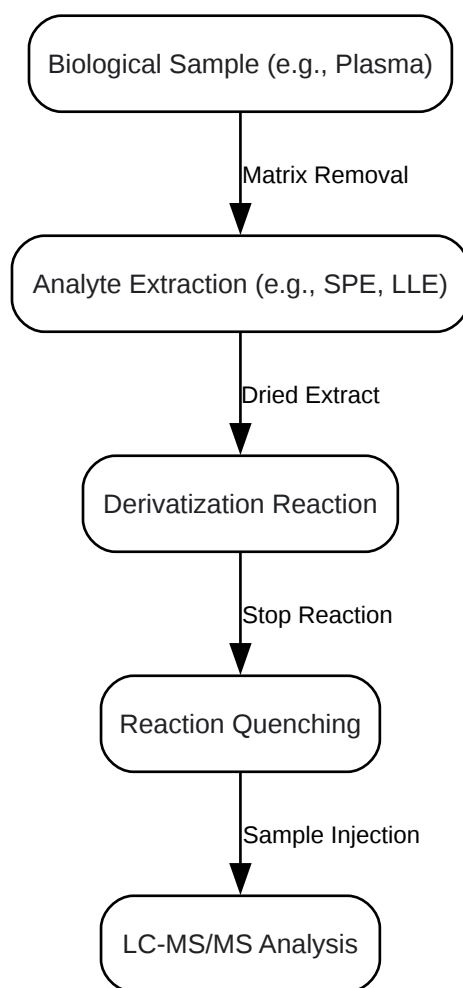 Biological Sample (e.g., Plasma)
Matrix Removal
Analyte Extraction (e.g., SPE, LLE)
Dried Extract
Derivatization Reaction
Stop Reaction
Reaction Quenching
Sample Injection
LC-MS/MS Analysis